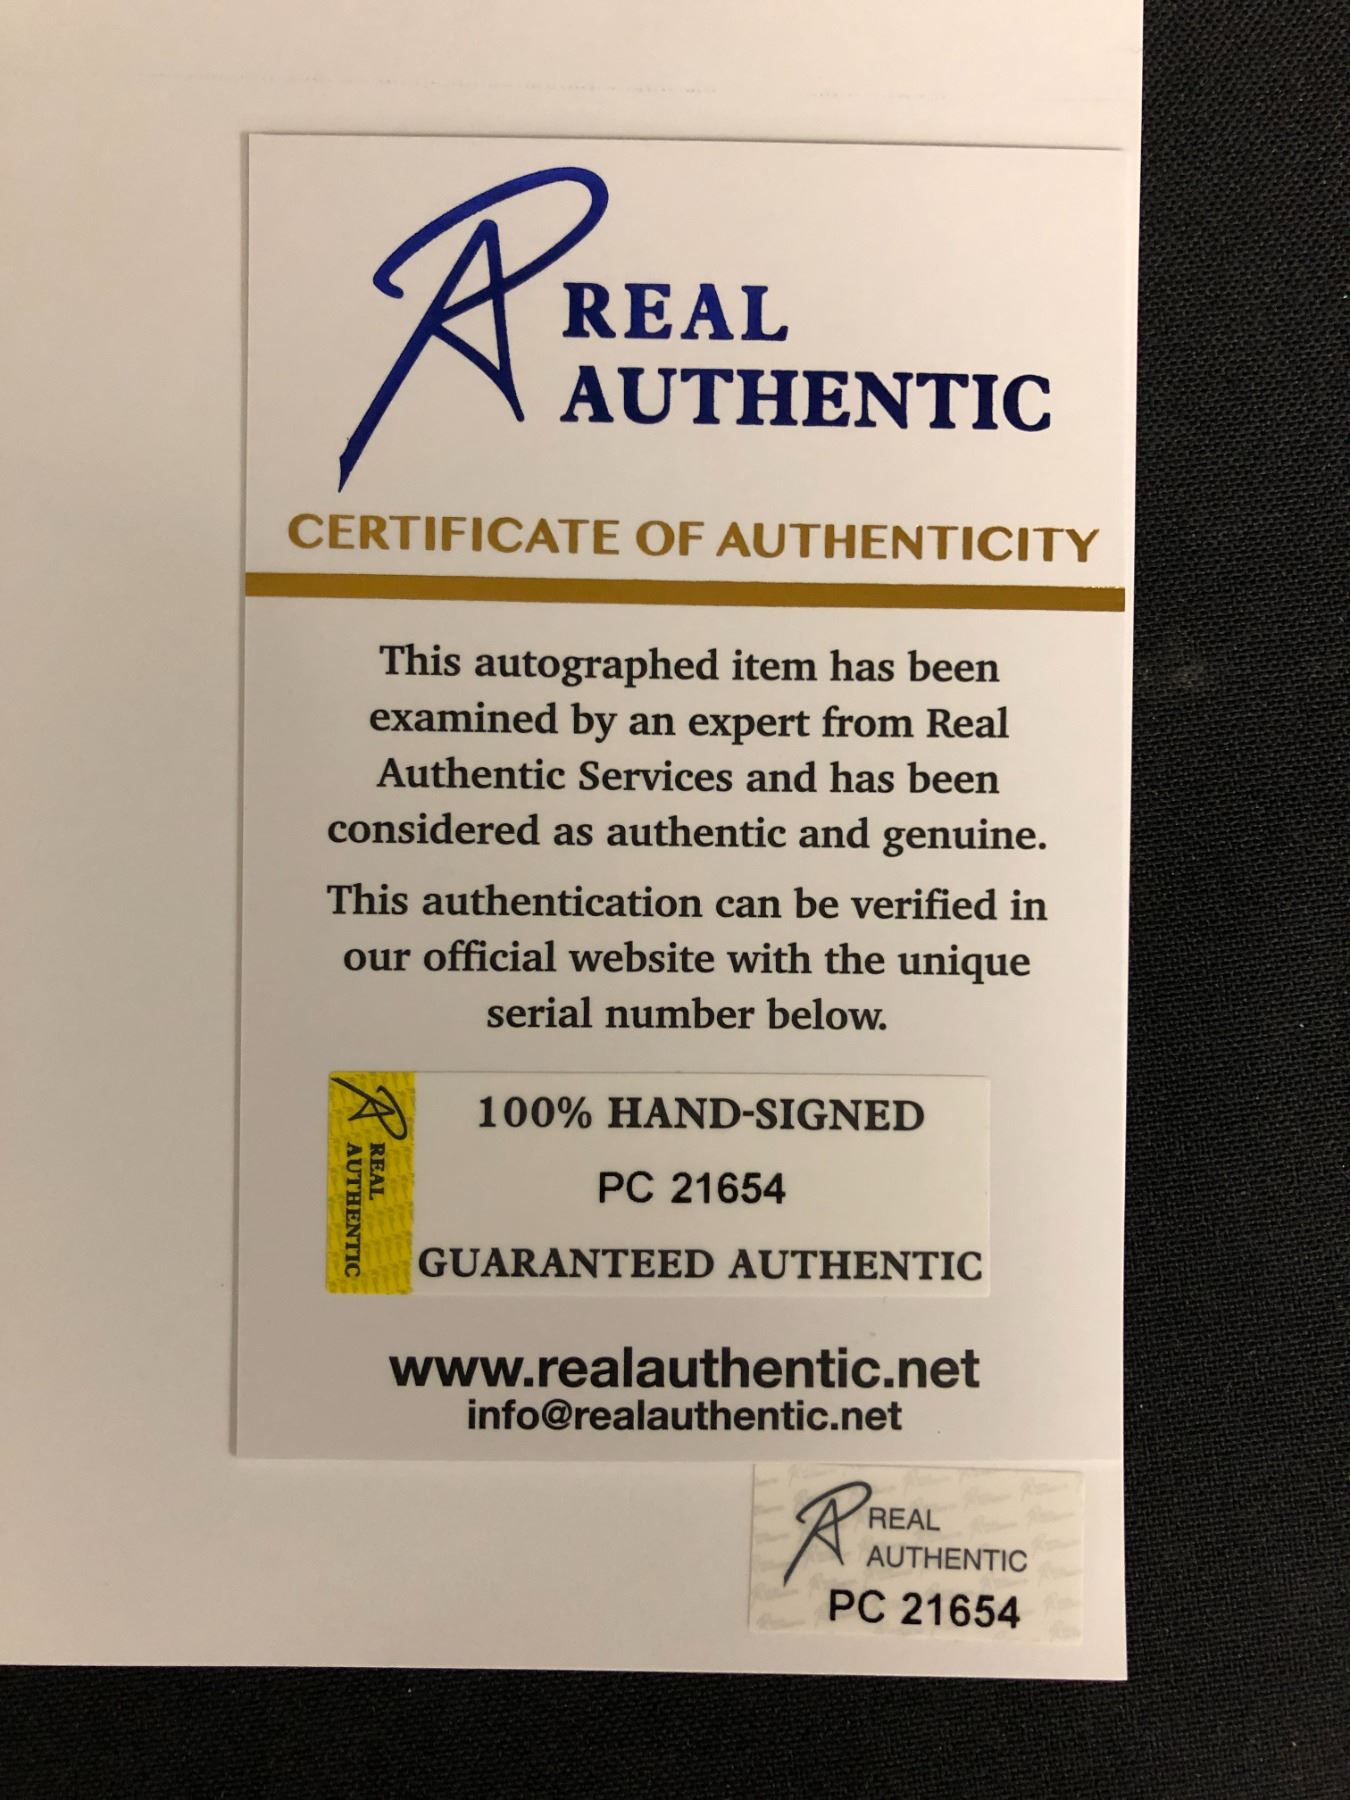 REAL
AUTHENTIC
CERTIFICATE OF AUTHENTICITY
This autographed item has been
examined by an expert from Real
Authentic Services and has been
considered as authentic and genuine.
This authentication can be verified in
our official website with the unique
serial number below.
REAL
AUTHENTIC
100% HAND-SIGNED
PC 21654
GUARANTEED AUTHENTIC
www.realauthentic.net
info@realauthentic.net
REAL
AUTHENTIC
PC 21654